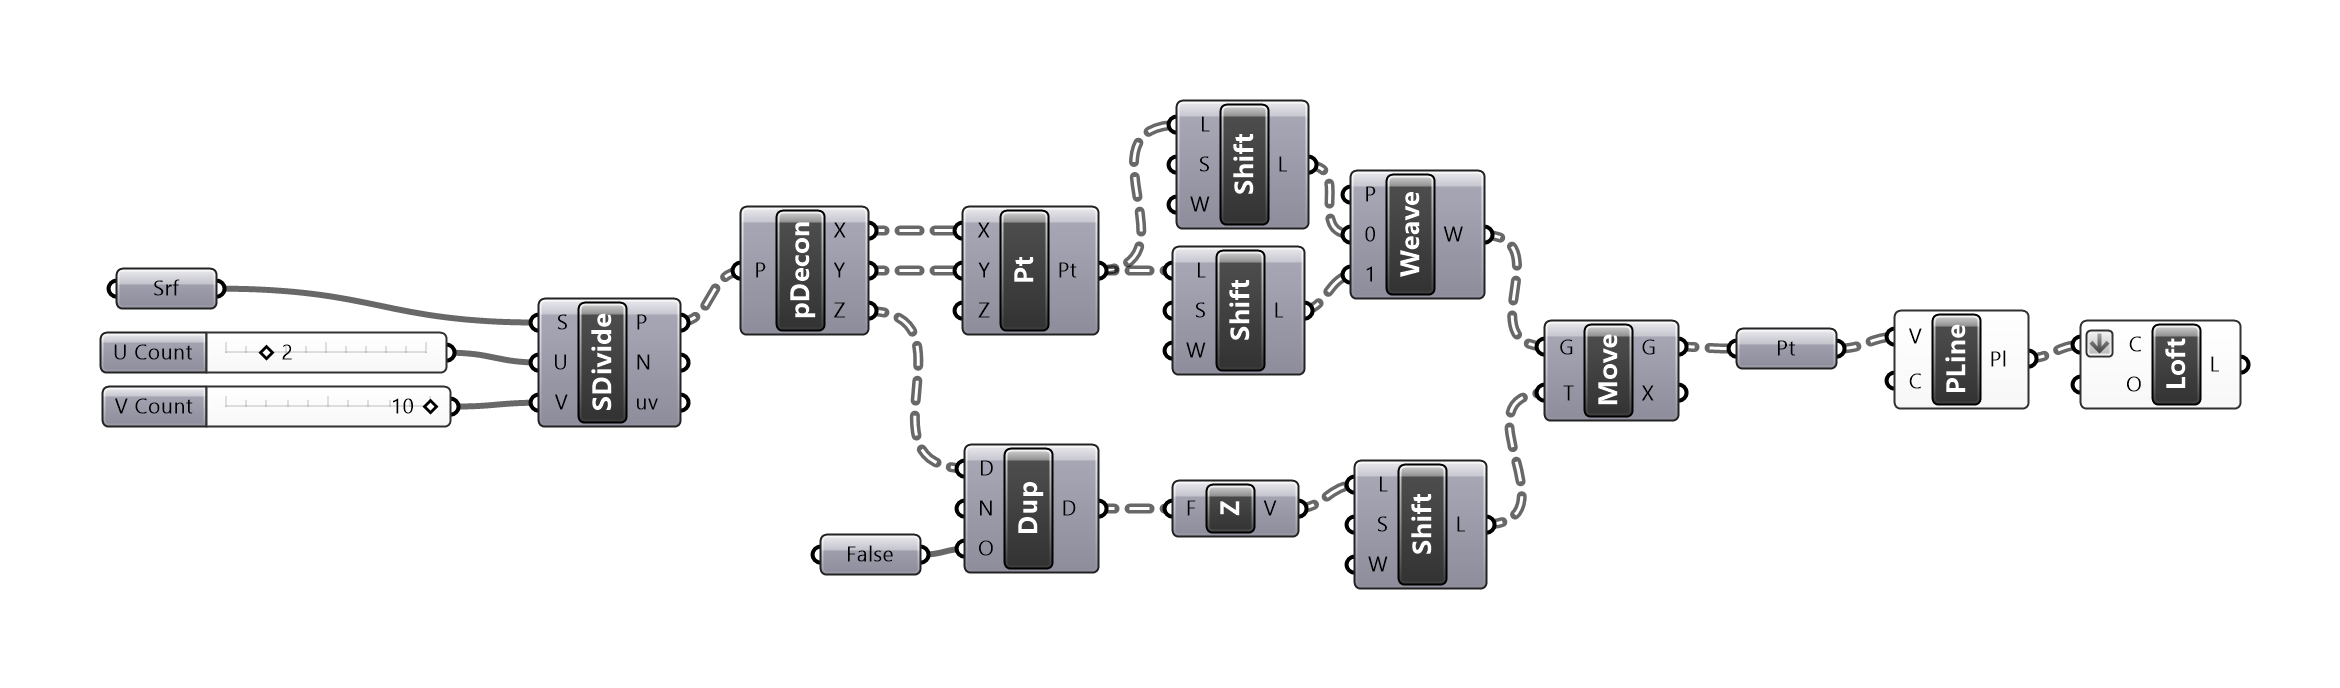 Srf
U Count 2
V Count 10
S U V SDivide P N uv
P pDecon X Y Z
X Y Z Pt Pt
L S W Shift L
L S W Shift L
P 0 1 Weave W
False
D N O Dup D
F Z V
L S W Shift L
G T Move G X
Pt
V C PLine Pl
C O Loft L